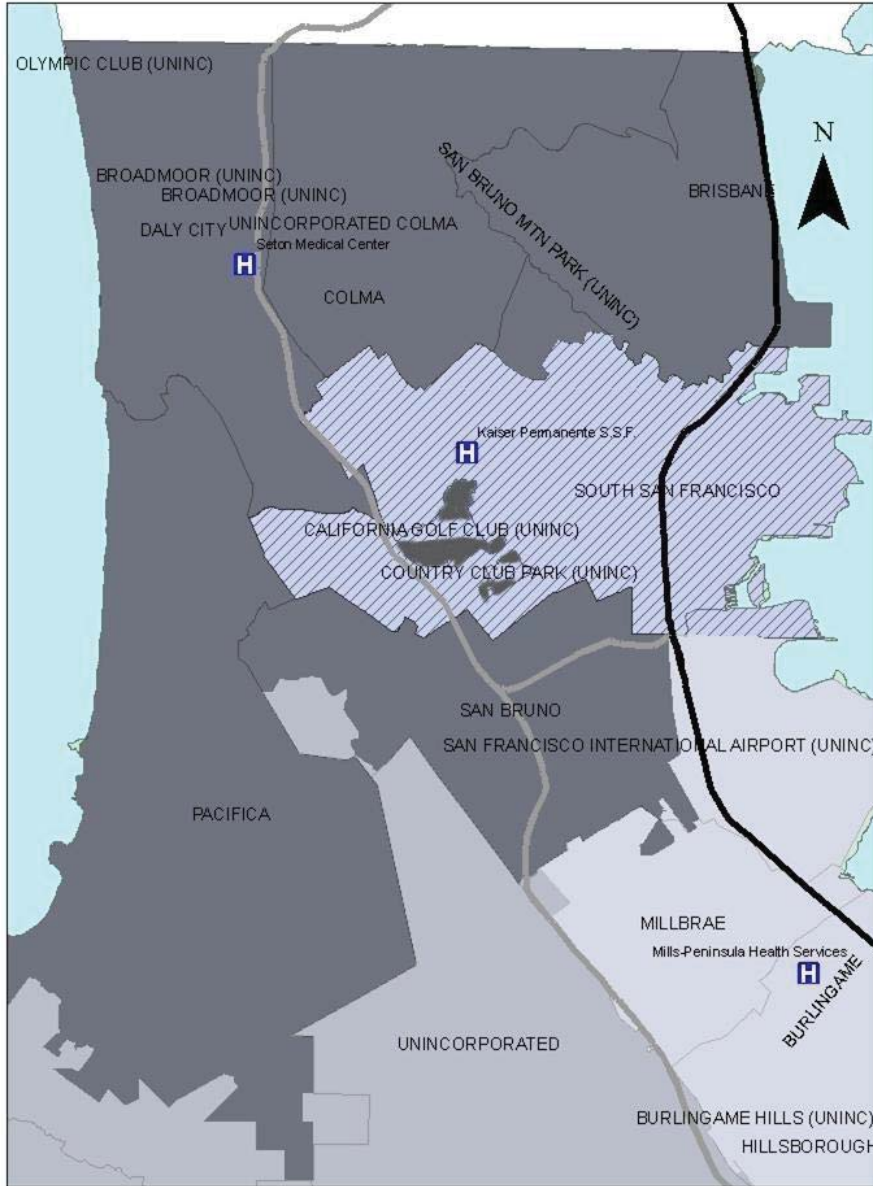 OLYMPIC CLUB (UNINC)
N
BROADMOOR (UNINC)
BROADMOOR (UNINC)
BRISBANE
SAN BRUNO MTN PARK (UNINC)
DALY CITY
UNINCORPORATED COLMA
H
Seton Medical Center
COLMA
Kaiser Permanente S.S.F.
H
SOUTH SAN FRANCISCO
CALIFORNIA GOLF CLUB (UNINC)
COUNTRY CLUB PARK (UNINC)
SAN BRUNO
SAN FRANCISCO INTERNATIONAL AIRPORT (UNINC)
PACIFICA
MILLBRAE
Mills-Peninsula Health Services
H
BURLINGAME
UNINCORPORATED
BURLINGAME HILLS (UNINC)
HILLSBOROUGH